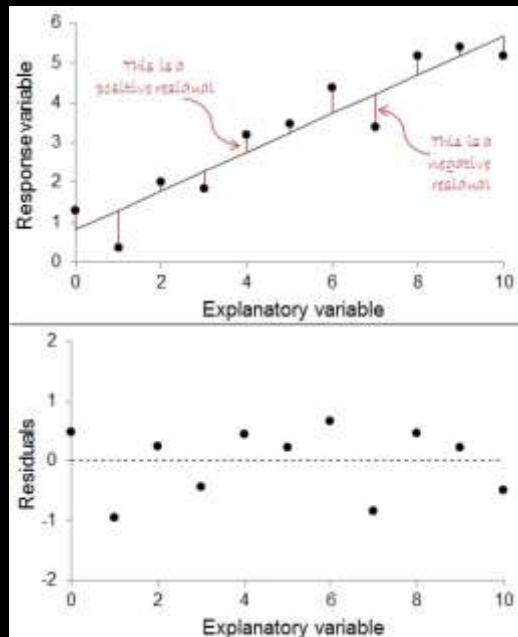 6
5
4
3
2
1
0
Response variable
This is a
positive residual
This is a
negative
residual
0 2 4 6 8 10
Explanatory variable
2
1
0
-1
-2
Residuals
0 2 4 6 8 10
Explanatory variable